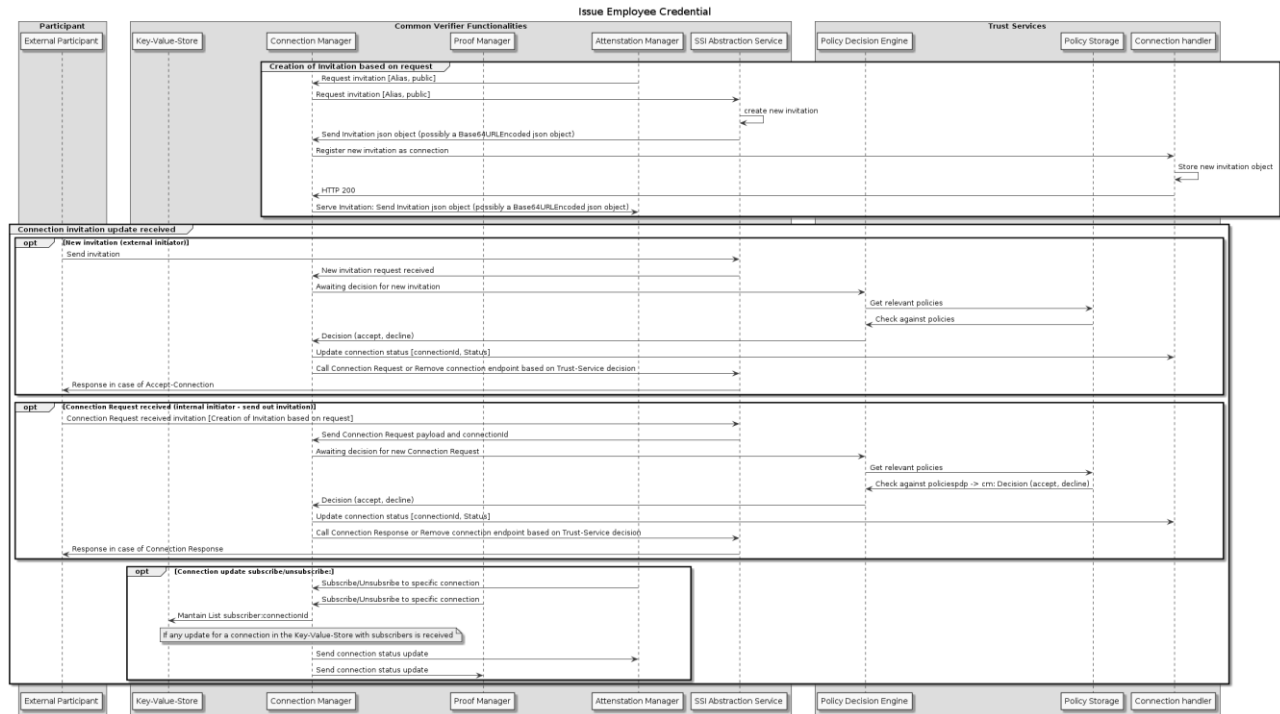 Issue Employee Credential
Participant
Common Verifier Functionalities
Trust Services
External Participant
Key-Value-Store
Connection Manager
Proof Manager
Attenstation Manager
SSI Abstraction Service
Policy Decision Engine
Policy Storage
Connection handler
Creation of Invitation based on request
Request invitation [Alias, public]
Request invitation [Alias, public]
create new invitation
Send Invitation json object (possibly a Base64URLEncoded json object)
Register new invitation as connection
Store new invitation object
HTTP 200
Serve Invitation: Send Invitation json object (possibly a Base64URLEncoded json object)
Connection invitation update received
opt
[New invitation (external initiator)]
Send invitation
New invitation request received
Awaiting decision for new invitation
Get relevant policies
Check against policies
Decision (accept, decline)
Update connection status [connectionId, Status]
Call Connection Request or Remove connection endpoint based on Trust-Service decision
Response in case of Accept-Connection
opt
[Connection Request received (internal initiator - send out invitation)]
Connection Request received invitation [Creation of Invitation based on request]
Send Connection Request payload and connectionId
Awaiting decision for new Connection Request
Get relevant policies
Check against policiespdp -> cm: Decision (accept, decline)
Decision (accept, decline)
Update connection status [connectionId, Status]
Call Connection Response or Remove connection endpoint based on Trust-Service decision
Response in case of Connection Response
opt
[Connection update subscribe/unsubscribe:]
Subscribe/Unsubsribe to specific connection
Subscribe/Unsubsribe to specific connection
Mantain List subscriber:connectionId
If any update for a connection in the Key-Value-Store with subscribers is received
Send connection status update
Send connection status update
External Participant
Key-Value-Store
Connection Manager
Proof Manager
Attenstation Manager
SSI Abstraction Service
Policy Decision Engine
Policy Storage
Connection handler